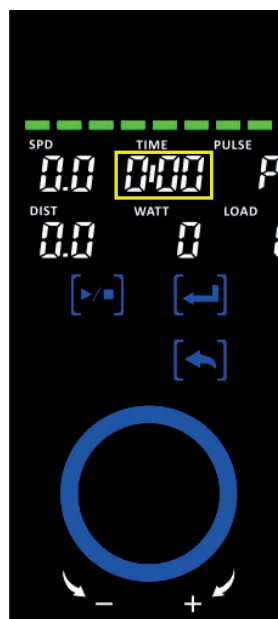 SPD TIME PULSE
0.0 0:00 P
DIST WATT LOAD
0.0 0
− +